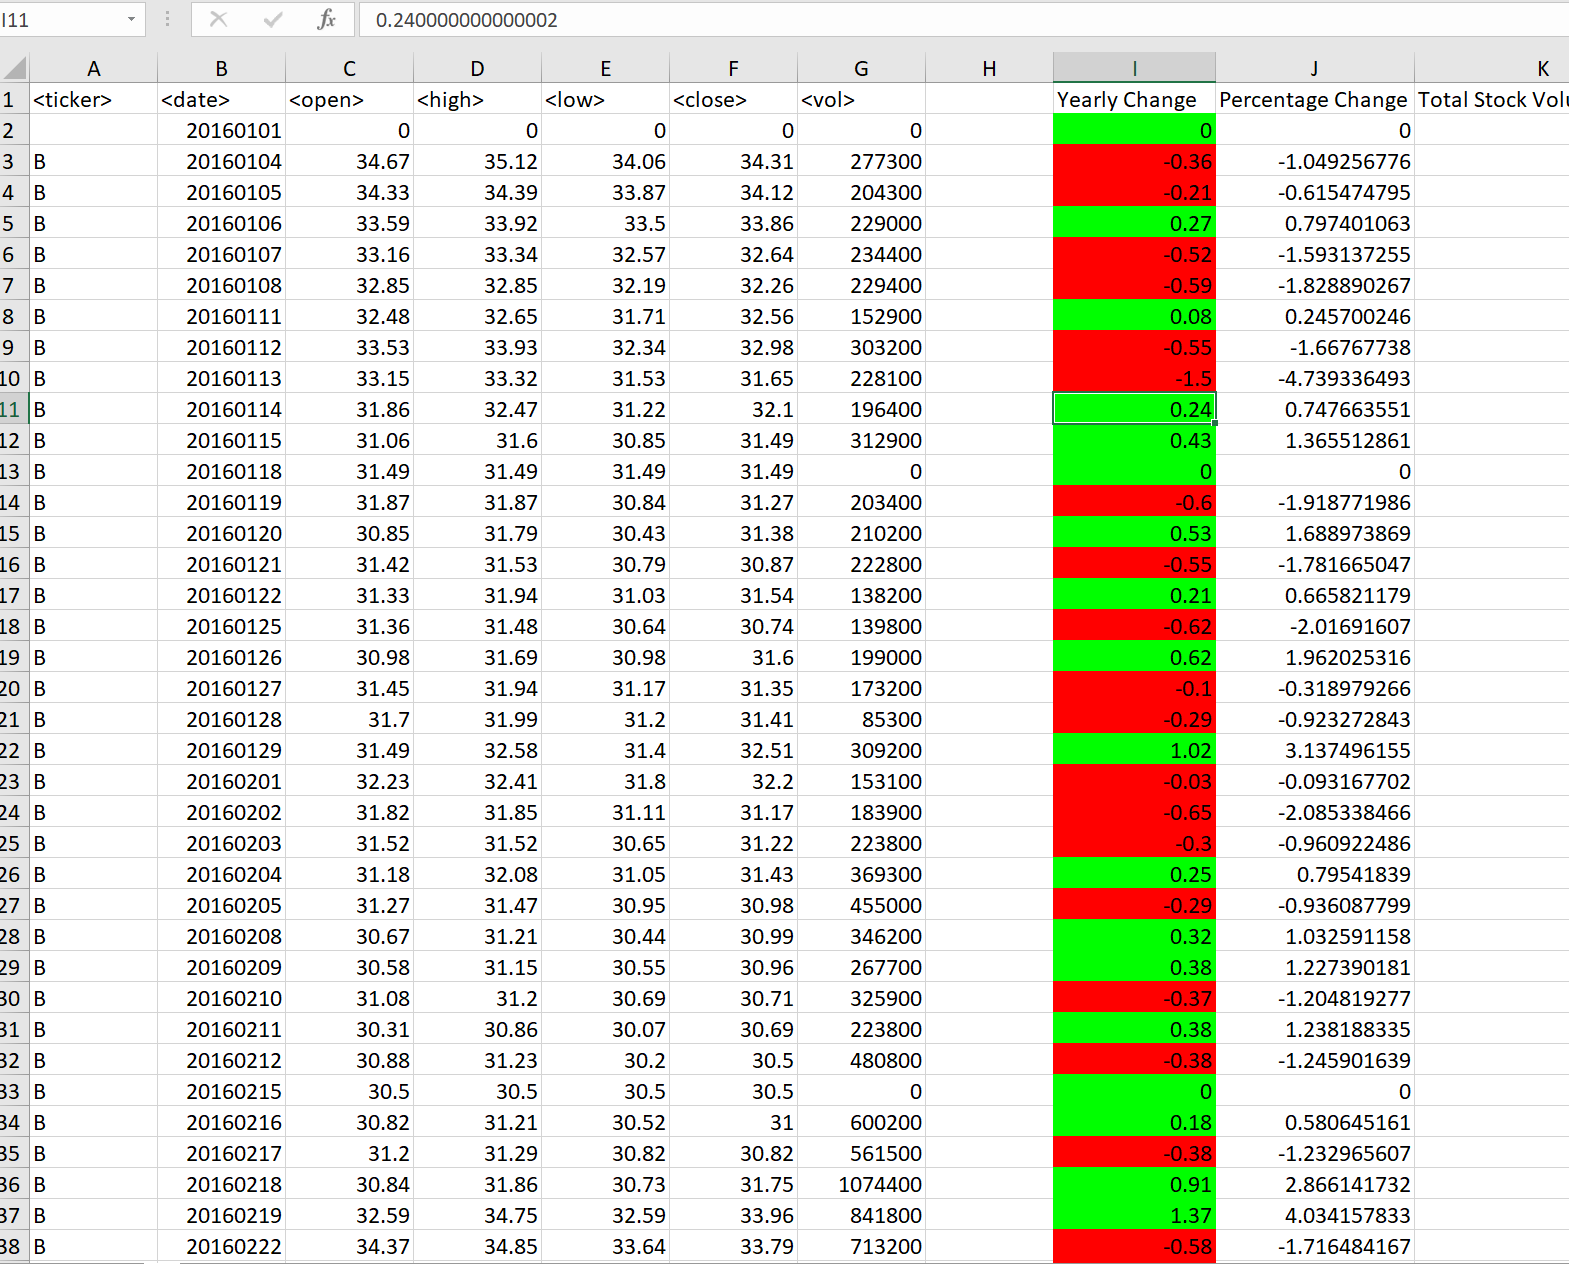 I11 fx 0.240000000000002
A B C D E F G H I J K
1 <ticker> <date> <open> <high> <low> <close> <vol> Yearly Change Percentage Change Total Stock Volu
2 20160101 0 0 0 0 0 0 0
3 B 20160104 34.67 35.12 34.06 34.31 277300 -0.36 -1.049256776
4 B 20160105 34.33 34.39 33.87 34.12 204300 -0.21 -0.615474795
5 B 20160106 33.59 33.92 33.5 33.86 229000 0.27 0.797401063
6 B 20160107 33.16 33.34 32.57 32.64 234400 -0.52 -1.593137255
7 B 20160108 32.85 32.85 32.19 32.26 229400 -0.59 -1.828890267
8 B 20160111 32.48 32.65 31.71 32.56 152900 0.08 0.245700246
9 B 20160112 33.53 33.93 32.34 32.98 303200 -0.55 -1.66767738
10 B 20160113 33.15 33.32 31.53 31.65 228100 -1.5 -4.739336493
11 B 20160114 31.86 32.47 31.22 32.1 196400 0.24 0.747663551
12 B 20160115 31.06 31.6 30.85 31.49 312900 0.43 1.365512861
13 B 20160118 31.49 31.49 31.49 31.49 0 0 0
14 B 20160119 31.87 31.87 30.84 31.27 203400 -0.6 -1.918771986
15 B 20160120 30.85 31.79 30.43 31.38 210200 0.53 1.688973869
16 B 20160121 31.42 31.53 30.79 30.87 222800 -0.55 -1.781665047
17 B 20160122 31.33 31.94 31.03 31.54 138200 0.21 0.665821179
18 B 20160125 31.36 31.48 30.64 30.74 139800 -0.62 -2.01691607
19 B 20160126 30.98 31.69 30.98 31.6 199000 0.62 1.962025316
20 B 20160127 31.45 31.94 31.17 31.35 173200 -0.1 -0.318979266
21 B 20160128 31.7 31.99 31.2 31.41 85300 -0.29 -0.923272843
22 B 20160129 31.49 32.58 31.4 32.51 309200 1.02 3.137496155
23 B 20160201 32.23 32.41 31.8 32.2 153100 -0.03 -0.093167702
24 B 20160202 31.82 31.85 31.11 31.17 183900 -0.65 -2.085338466
25 B 20160203 31.52 31.52 30.65 31.22 223800 -0.3 -0.960922486
26 B 20160204 31.18 32.08 31.05 31.43 369300 0.25 0.79541839
27 B 20160205 31.27 31.47 30.95 30.98 455000 -0.29 -0.936087799
28 B 20160208 30.67 31.21 30.44 30.99 346200 0.32 1.032591158
29 B 20160209 30.58 31.15 30.55 30.96 267700 0.38 1.227390181
30 B 20160210 31.08 31.2 30.69 30.71 325900 -0.37 -1.204819277
31 B 20160211 30.31 30.86 30.07 30.69 223800 0.38 1.238188335
32 B 20160212 30.88 31.23 30.2 30.5 480800 -0.38 -1.245901639
33 B 20160215 30.5 30.5 30.5 30.5 0 0 0
34 B 20160216 30.82 31.21 30.52 31 600200 0.18 0.580645161
35 B 20160217 31.2 31.29 30.82 30.82 561500 -0.38 -1.232965607
36 B 20160218 30.84 31.86 30.73 31.75 1074400 0.91 2.866141732
37 B 20160219 32.59 34.75 32.59 33.96 841800 1.37 4.034157833
38 B 20160222 34.37 34.85 33.64 33.79 713200 -0.58 -1.716484167